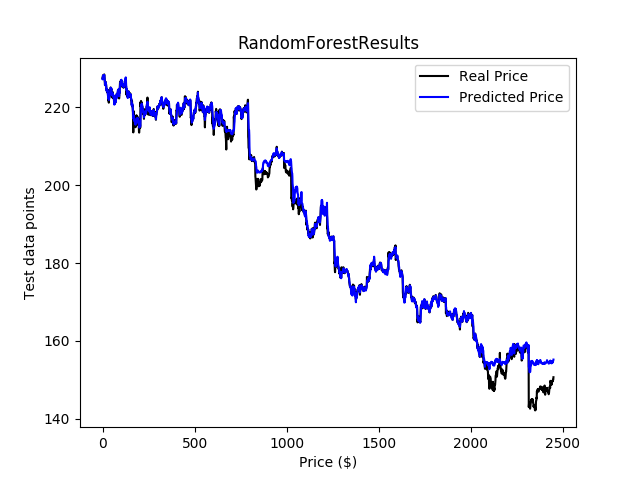 RandomForestResults
Real Price
Predicted Price
Test data points
220
200
180
160
140
0 500 1000 1500 2000 2500
Price ($)